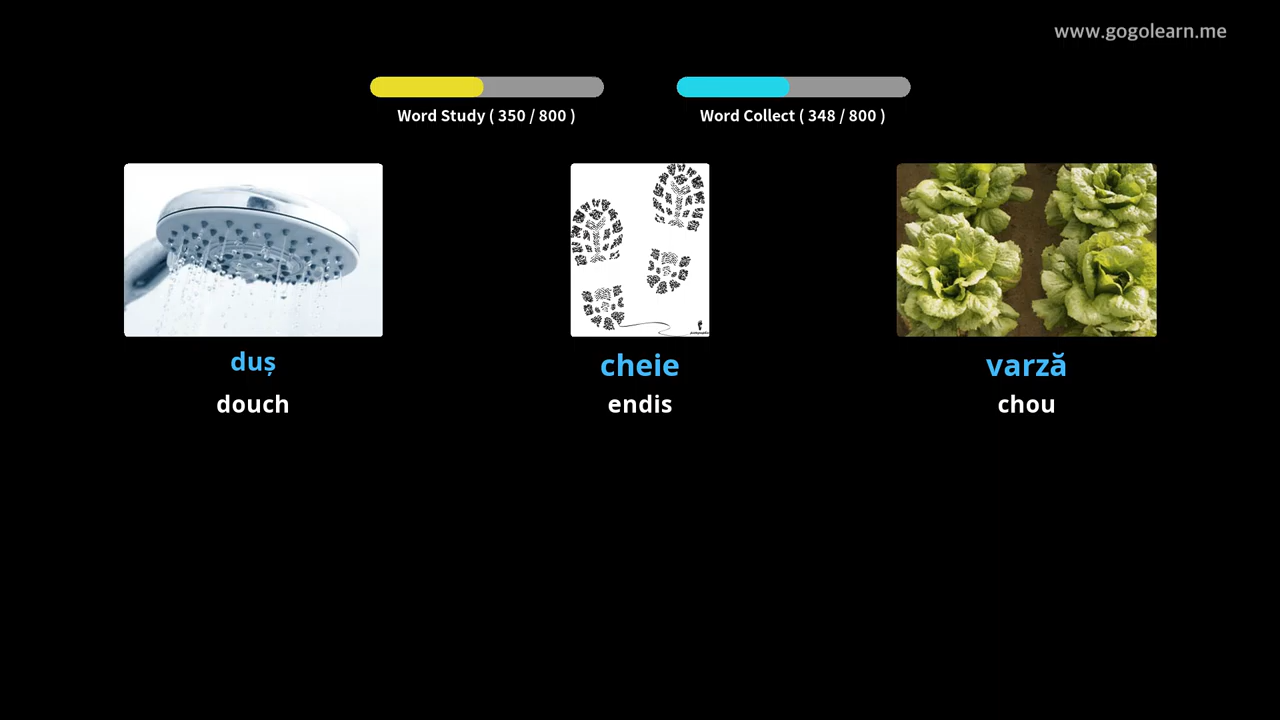 www.gogolearn.me
Word Study ( 350 / 800 )
Word Collect ( 348 / 800 )
duș
cheie
varză
douch
endis
chou